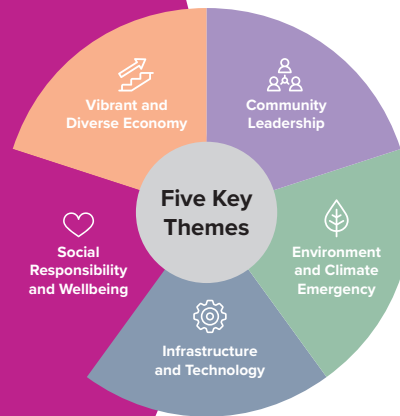 Vibrant and
Diverse Economy
Community
Leadership
Five Key
Themes
Social
Responsibility
and Wellbeing
Environment
and Climate
Emergency
Infrastructure
and Technology